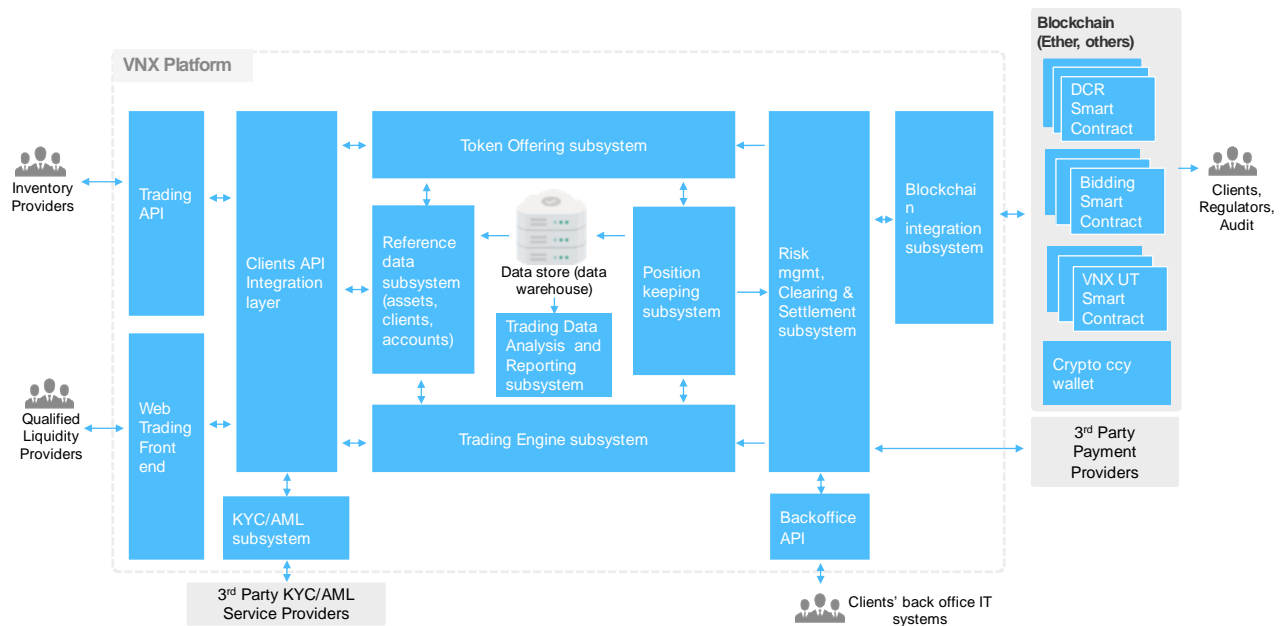 Blockchain
(Ether, others)
VNX Platform
DCR
Smart
Contract
Token Offering subsystem
Inventory
Providers
Trading
API
Clients API
Integration
layer
Reference
data
subsystem
(assets,
clients,
accounts)
Data store (data
warehouse)
Trading Data
Analysis and
Reporting
subsystem
Position
keeping
subsystem
Risk
mgmt,
Clearing &
Settlement
subsystem
Blockchai
n
integration
subsystem
Bidding
Smart
Contract
Clients,
Regulators,
Audit
VNX UT
Smart
Contract
Crypto ccy
wallet
Qualified
Liquidity
Providers
Web
Trading
Front
end
Trading Engine subsystem
3rd Party
Payment
Providers
KYC/AML
subsystem
Backoffice
API
3rd Party KYC/AML
Service Providers
Clients' back office IT
systems